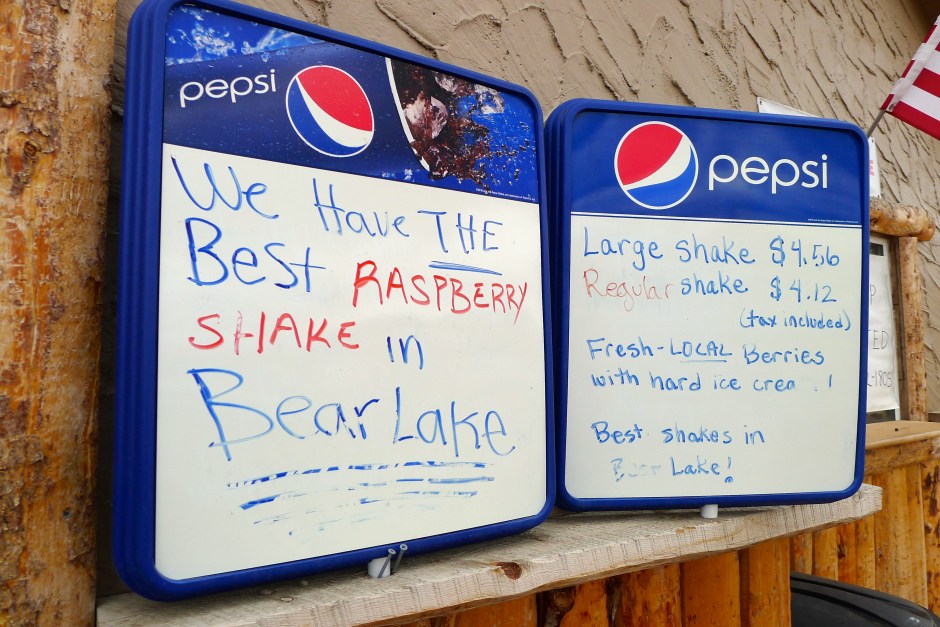 pepsi
We Have THE
Best RASPBERRY
SHAKE in
Bear Lake
pepsi
Large shake $4.56
Regular shake $4.12
(tax included)
Fresh-LOCAL Berries
with hard ice crea !
Best shakes in
Bear Lake!